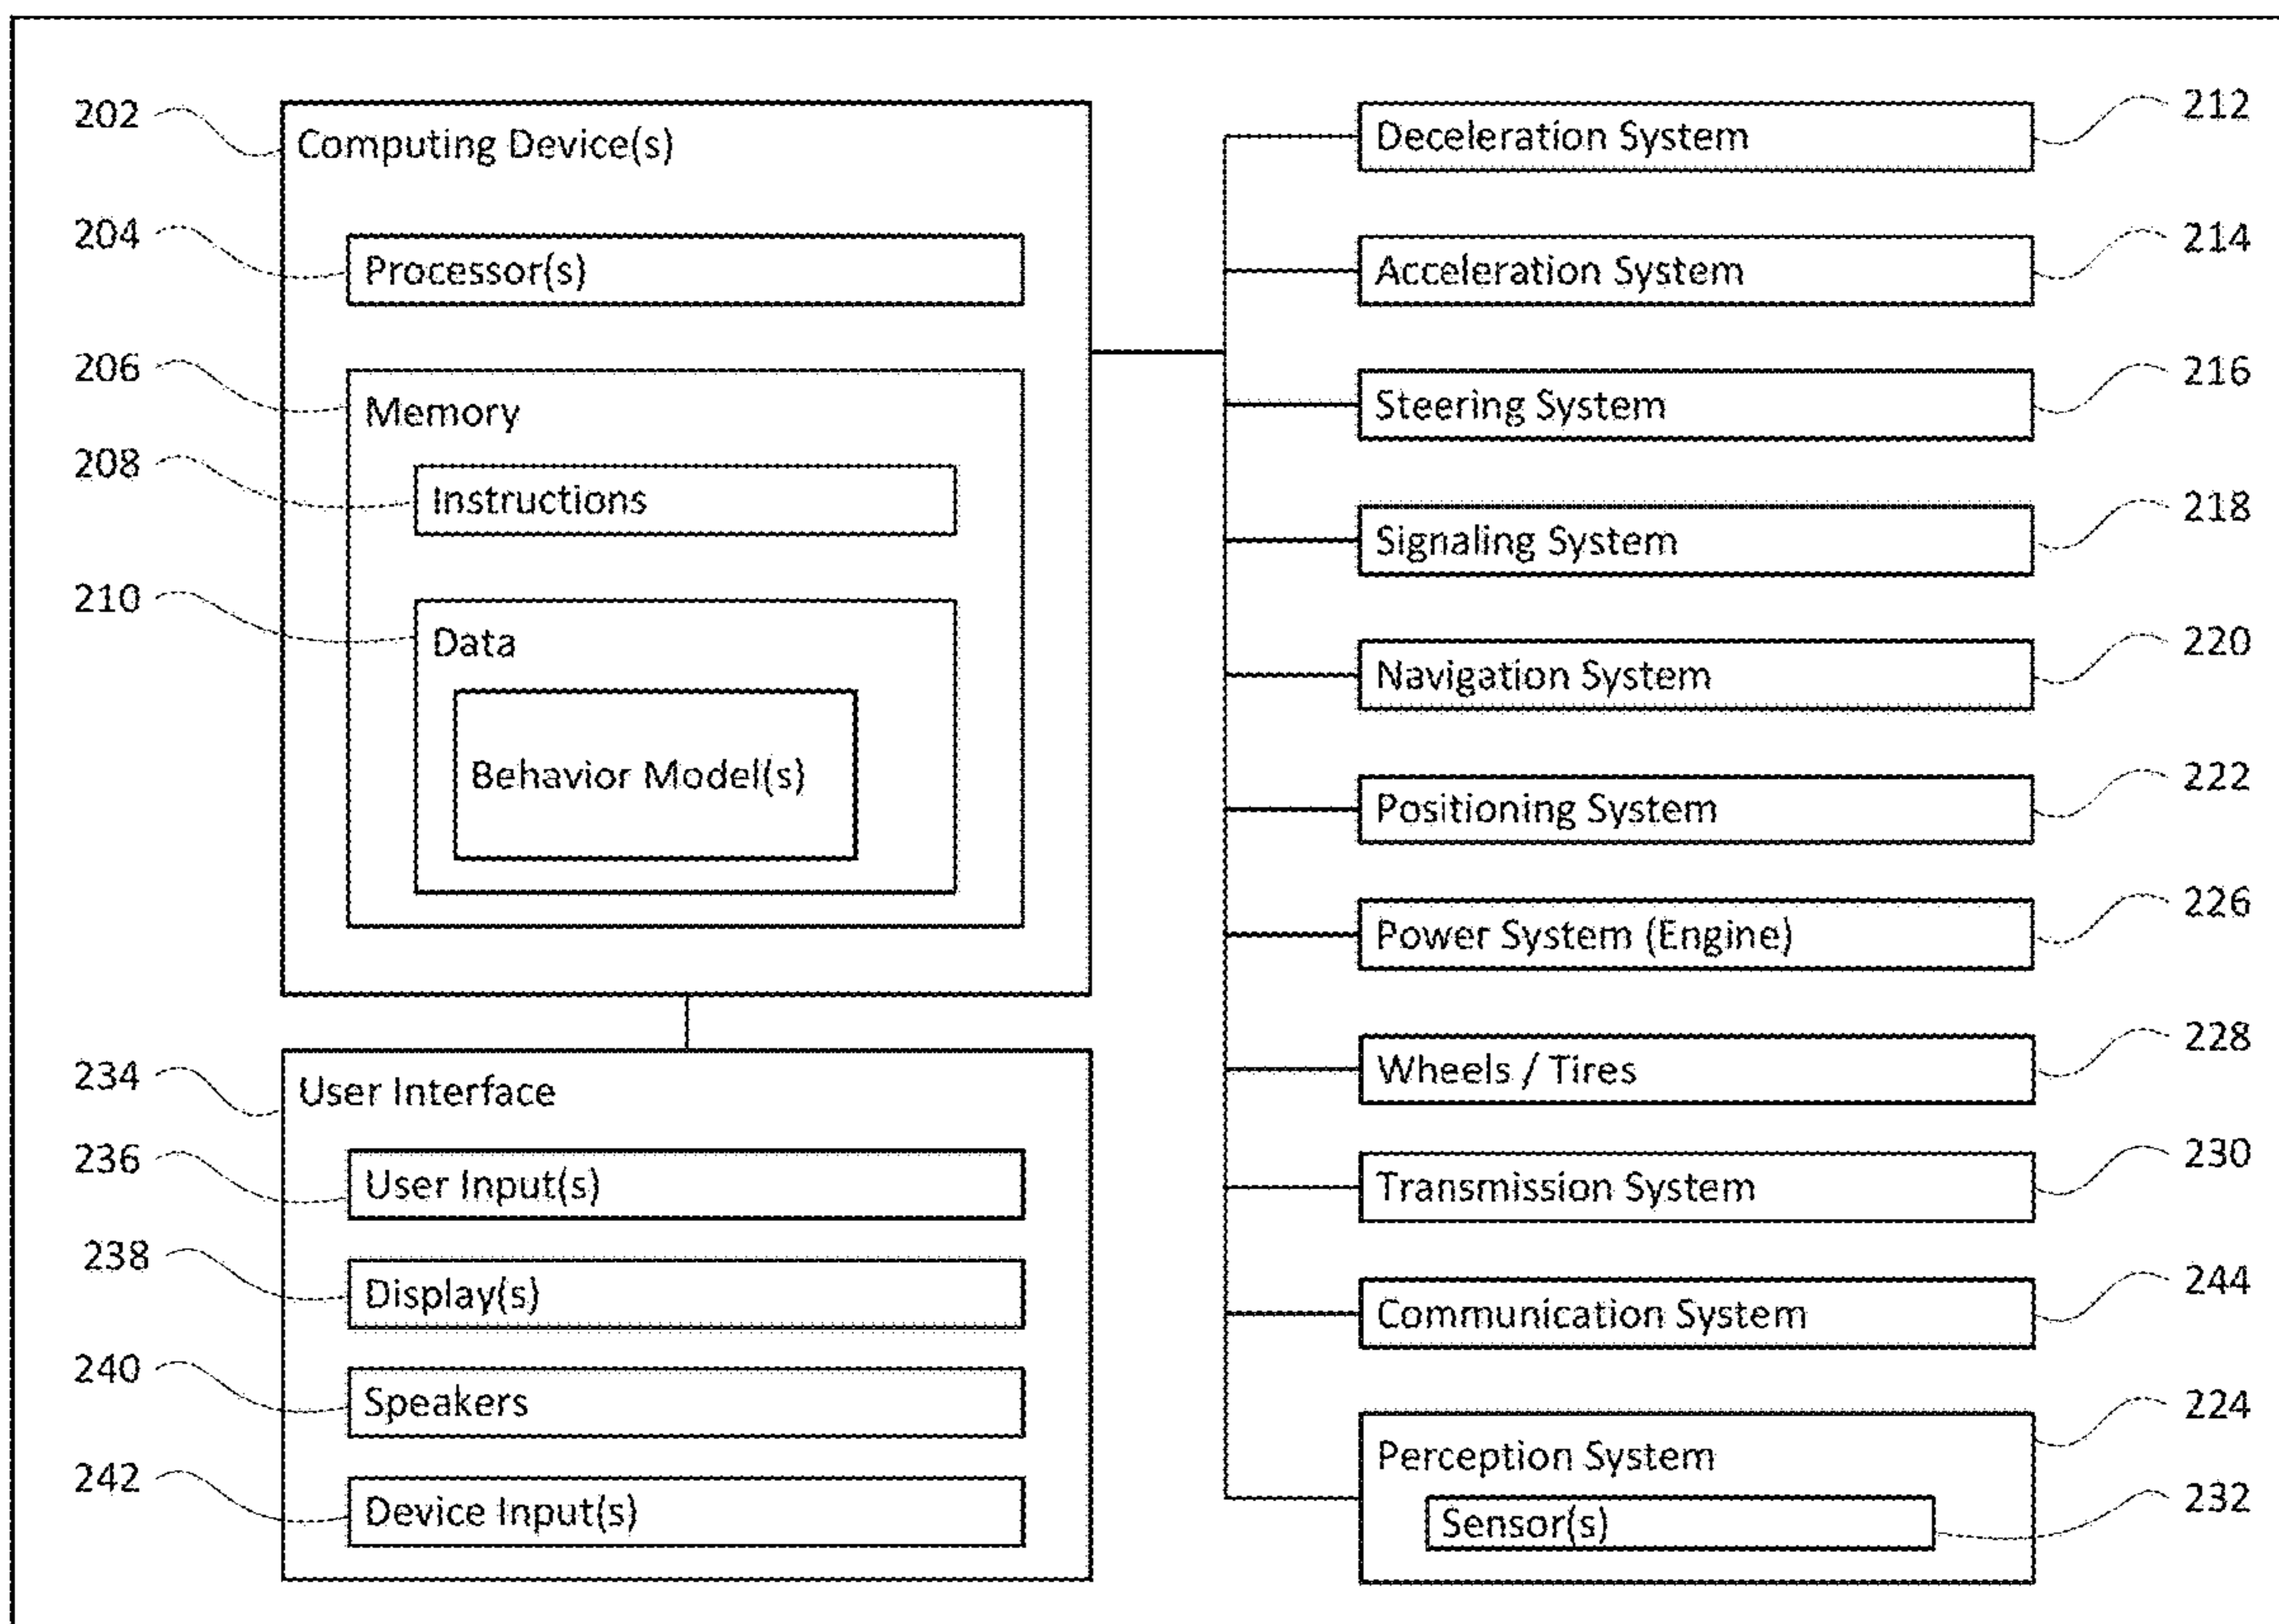 202
Computing Device(s)
204
Processor(s)
206
Memory
208
Instructions
210
Data
Behavior Model(s)
234
User Interface
236
User Input(s)
238
Display(s)
240
Speakers
242
Device Input(s)
Deceleration System
212
Acceleration System
214
Steering System
216
Signaling System
218
Navigation System
220
Positioning System
222
Power System (Engine)
226
Wheels / Tires
228
Transmission System
230
Communication System
244
Perception System
224
Sensor(s)
232